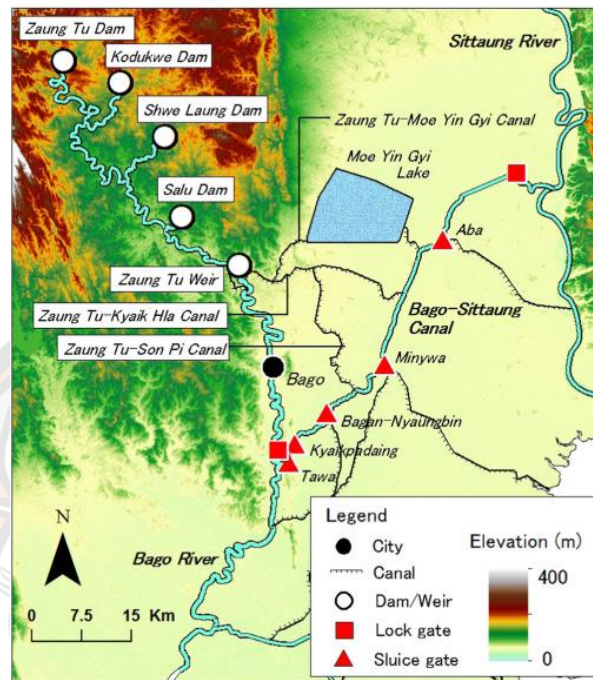 Zaung Tu Dam
Kodukwe Dam
Sittaung River
Shwe Laung Dam
Zaung Tu-Moe Yin Gyi Canal
Moe Yin Gyi
Lake
Salu Dam
Aba
Zaung Tu Weir
Zaung Tu-Kyaik Hla Canal
Bago-Sittaung
Canal
Zaung Tu-Son Pi Canal
Minywa
Bago
Bagan-Nyaungbin
Kyaikpadaing
Tawa
N
Bago River
0 7.5 15 Km
Legend
City
Canal
Dam/Weir
Lock gate
Sluice gate
Elevation (m)
400
0